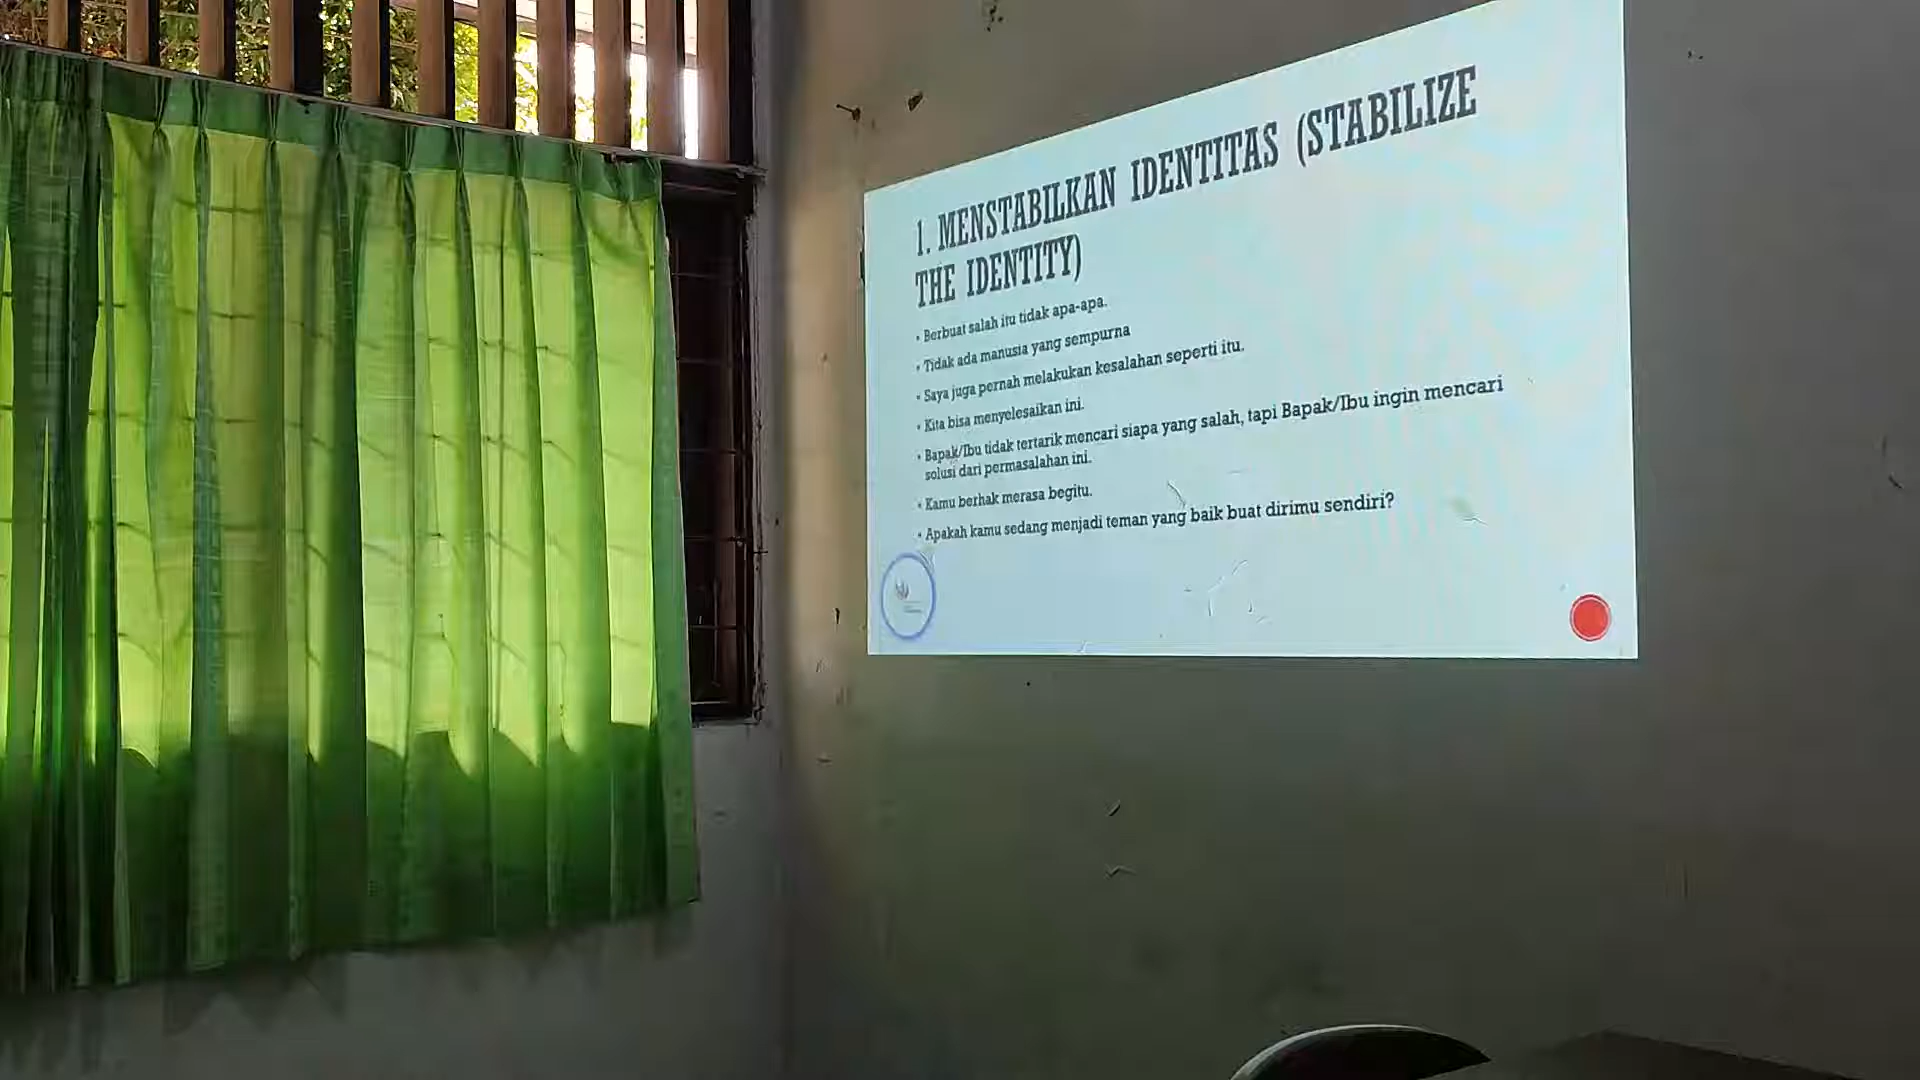 1. MENSTABILKAN IDENTITAS (STABILIZE
THE IDENTITY)
• Berbuat salah itu tidak apa-apa.
• Tidak ada manusia yang sempurna
• Saya juga pernah melakukan kesalahan seperti itu.
• Kita bisa menyelesaikan ini.
• Bapak/Ibu tidak tertarik mencari siapa yang salah, tapi Bapak/Ibu ingin mencari
solusi dari permasalahan ini.
• Kamu berhak merasa begitu.
• Apakah kamu sedang menjadi teman yang baik buat dirimu sendiri?